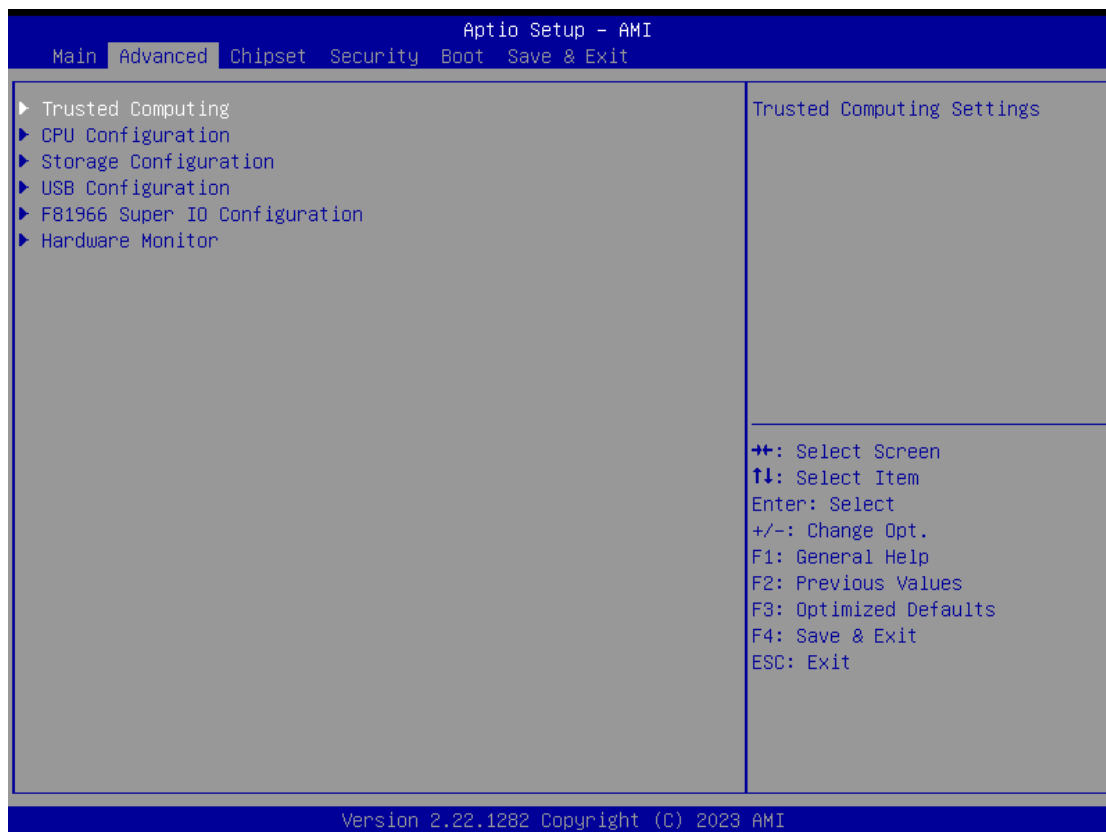 Aptio Setup – AMI
Main Advanced Chipset Security Boot Save & Exit
▶ Trusted Computing
▶ CPU Configuration
▶ Storage Configuration
▶ USB Configuration
▶ F81966 Super IO Configuration
▶ Hardware Monitor
Trusted Computing Settings
→←: Select Screen
↑↓: Select Item
Enter: Select
+/-: Change Opt.
F1: General Help
F2: Previous Values
F3: Optimized Defaults
F4: Save & Exit
ESC: Exit
Version 2.22.1282 Copyright (C) 2023 AMI